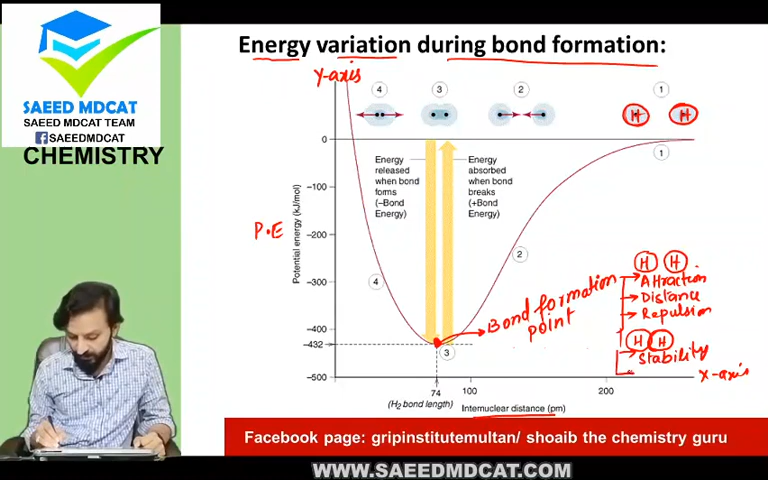 Energy variation during bond formation:
SAEED MDCAT
SAEED MDCAT TEAM
f SAEEDMDCAT
CHEMISTRY
Y-axis
4
3
2
1
H H
0
1
Energy
released
when bond
forms
(−Bond
Energy)
Energy
absorbed
when bond
breaks
(+Bond
Energy)
−100
Potential energy (kJ/mol)
P.E
−200
2
−300
4
−400
−432
3
−500
Bond formation
point
H H
Attraction
Distance
Repulsion
H H
Stability
X-axis
74
100
200
(H2 bond length)
Internuclear distance (pm)
Facebook page: gripinstitutemultan/ shoaib the chemistry guru
WWW.SAEEDMDCAT.COM